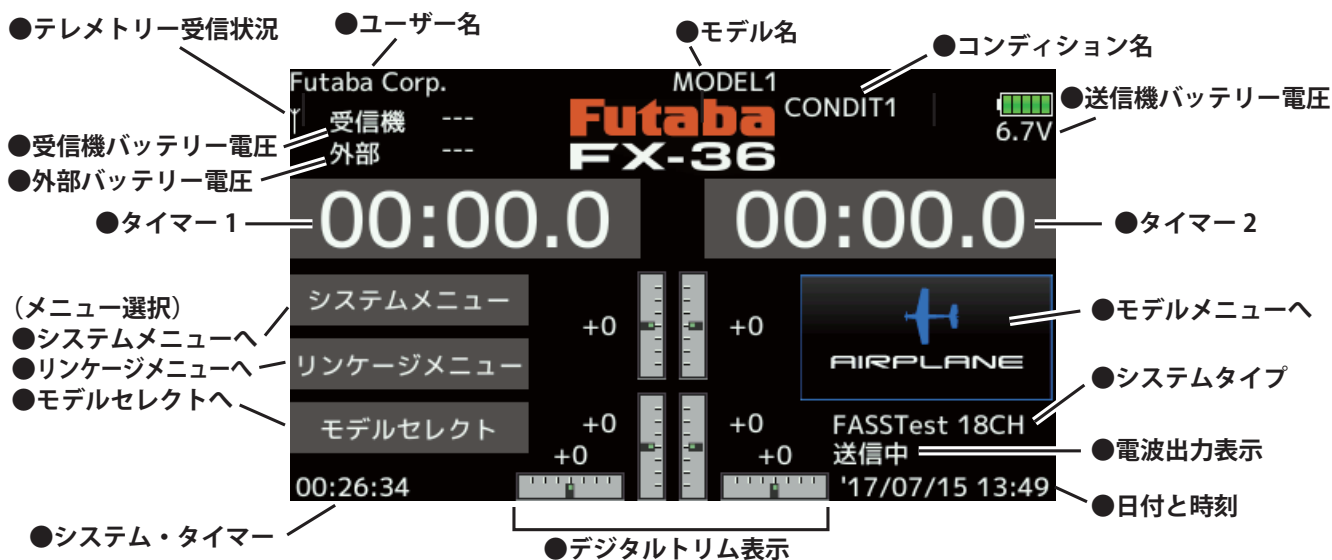 ●テレメトリー受信状況
●ユーザー名
●モデル名
●コンディション名
Futaba Corp.
MODEL1
CONDIT1
受信機 ---
外部 ---
Futaba
FX-36
6.7V
●送信機バッテリー電圧
●受信機バッテリー電圧
●外部バッテリー電圧
●タイマー 1
00:00.0
00:00.0
●タイマー 2
(メニュー選択)
●システムメニューへ
●リンケージメニューへ
●モデルセレクトへ
システムメニュー
リンケージメニュー
モデルセレクト
+0
+0
+0
+0
+0
+0
AIRPLANE
●モデルメニューへ
●システムタイプ
FASSTest 18CH
送信中
●電波出力表示
00:26:34
'17/07/15 13:49
●日付と時刻
●システム・タイマー
●デジタルトリム表示